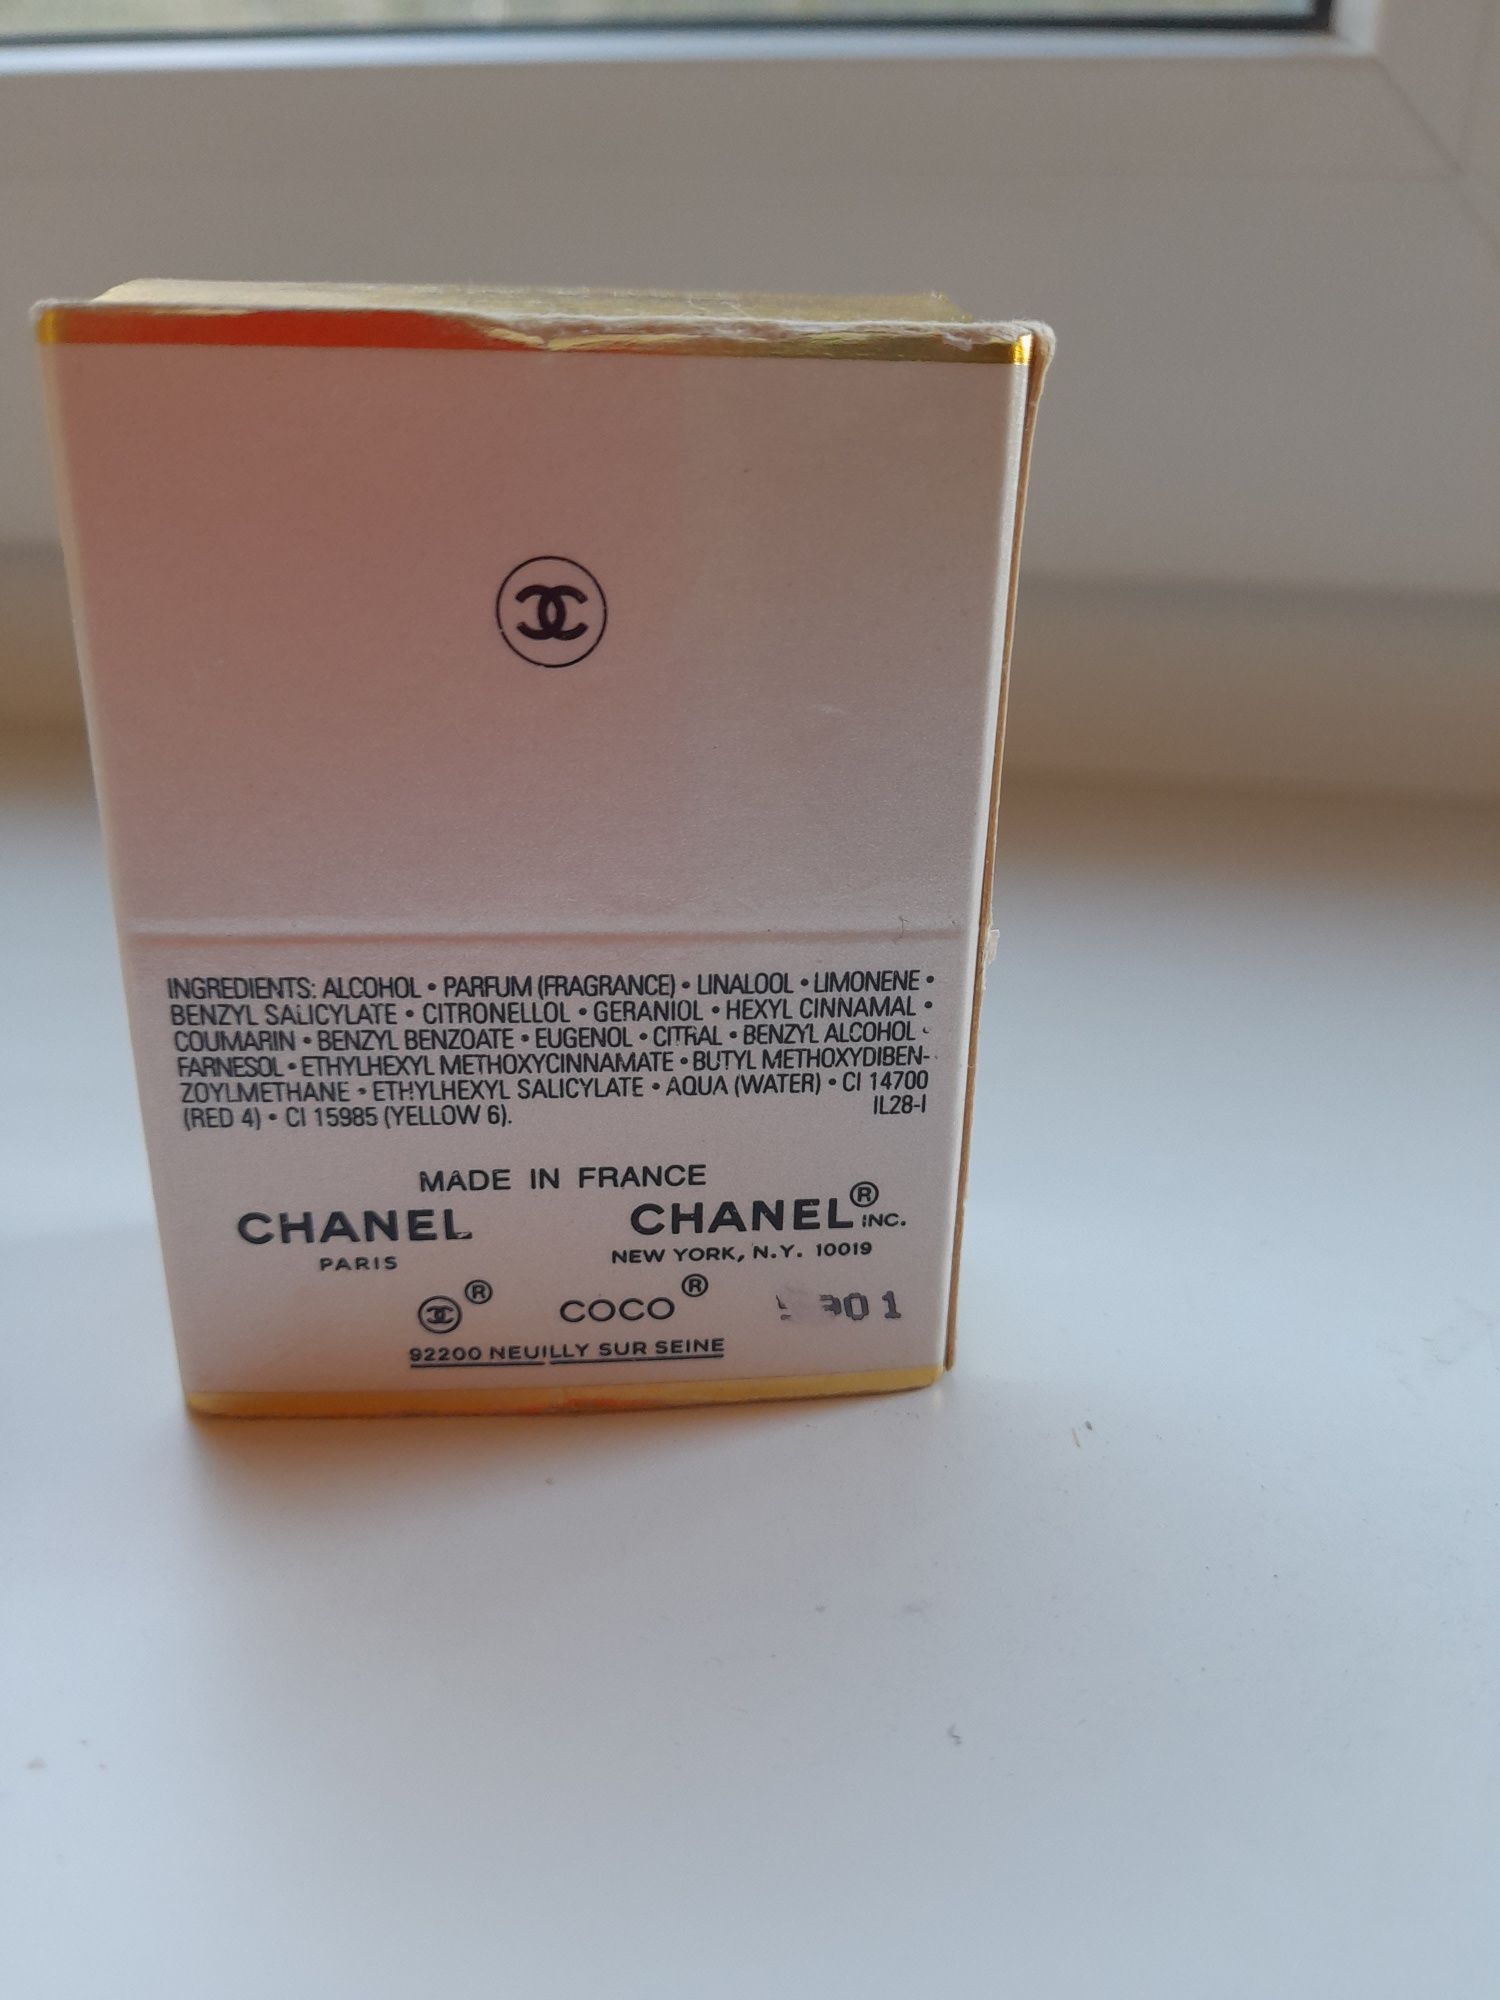 INGREDIENTS: ALCOHOL • PARFUM (FRAGRANCE) • LINALOOL • LIMONENE •
BENZYL SALICYLATE • CITRONELLOL • GERANIOL • HEXYL CINNAMAL •
COUMARIN • BENZYL BENZOATE • EUGENOL • CITRAL • BENZYL ALCOHOL •
FARNESOL • ETHYLHEXYL METHOXYCINNAMATE • BUTYL METHOXYDIBEN-
ZOYLMETHANE • ETHYLHEXYL SALICYLATE • AQUA (WATER) • CI 14700
(RED 4) • CI 15985 (YELLOW 6). IL28-I
MADE IN FRANCE
CHANEL CHANEL® INC.
PARIS NEW YORK, N.Y. 10019
® COCO®
92200 NEUILLY SUR SEINE